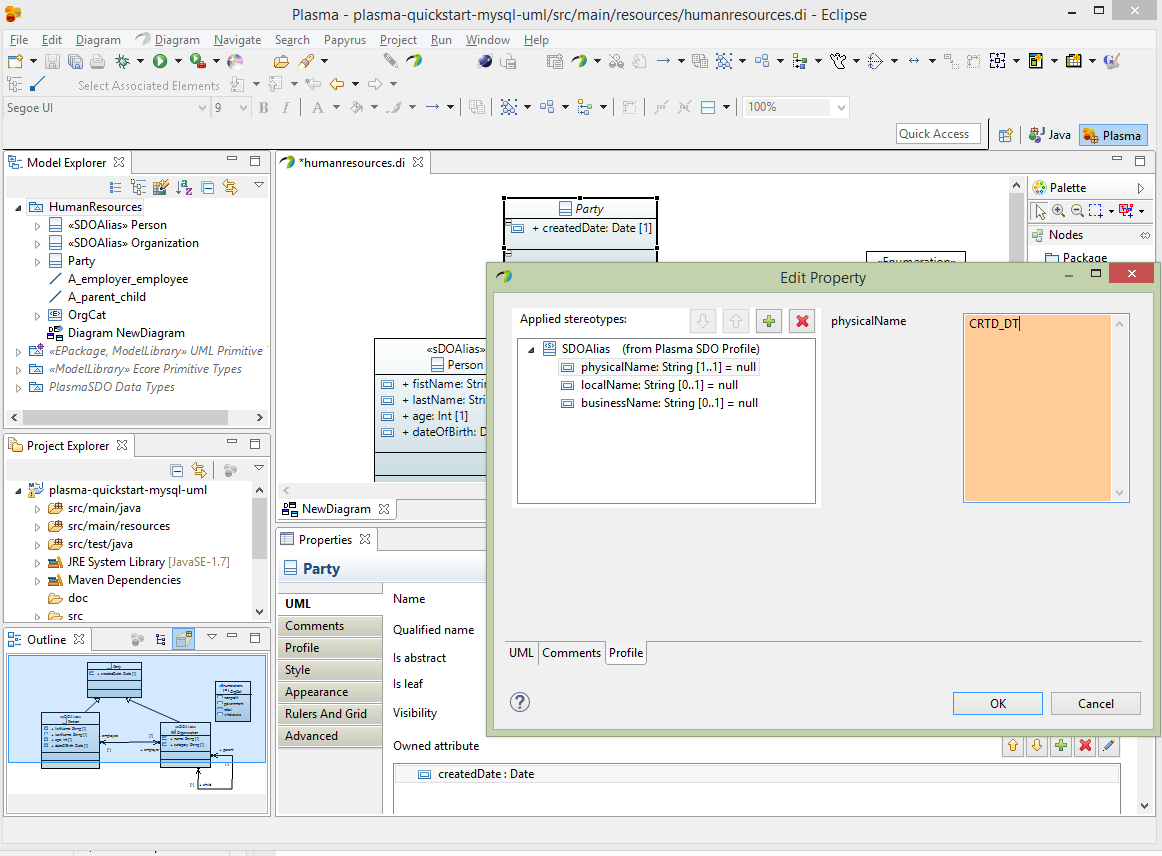 Plasma - plasma-quickstart-mysql-uml/src/main/resources/humanresources.di - Eclipse
File Edit Diagram Diagram Navigate Search Papyrus Project Run Window Help
Select Associated Elements
Segoe UI 9 B I A 100%
Quick Access Java Plasma
Model Explorer
HumanResources
«SDOAlias» Person
«SDOAlias» Organization
Party
A_employer_employee
A_parent_child
OrgCat
Diagram NewDiagram
«EPackage, ModelLibrary» UML Primitive
«ModelLibrary» Ecore Primitive Types
PlasmaSDO Data Types
Project Explorer
plasma-quickstart-mysql-uml
src/main/java
src/main/resources
src/test/java
JRE System Library [JavaSE-1.7]
Maven Dependencies
doc
src
Outline
*humanresources.di
Party
+ createdDate: Date [1]
«Enumeration»
«sDOAlias»
Person
+ fistName: Strin
+ lastName: Stri
+ age: Int [1]
+ dateOfBirth: D
NewDiagram
Palette
Nodes
Package
Edit Property
Applied stereotypes:
SDOAlias (from Plasma SDO Profile)
physicalName: String [1..1] = null
localName: String [0..1] = null
businessName: String [0..1] = null
physicalName
CRTD_DT
UML Comments Profile
OK Cancel
Properties
Party
UML
Comments
Profile
Style
Appearance
Rulers And Grid
Advanced
Name
Qualified name
Is abstract
Is leaf
Visibility
Owned attribute
createdDate : Date